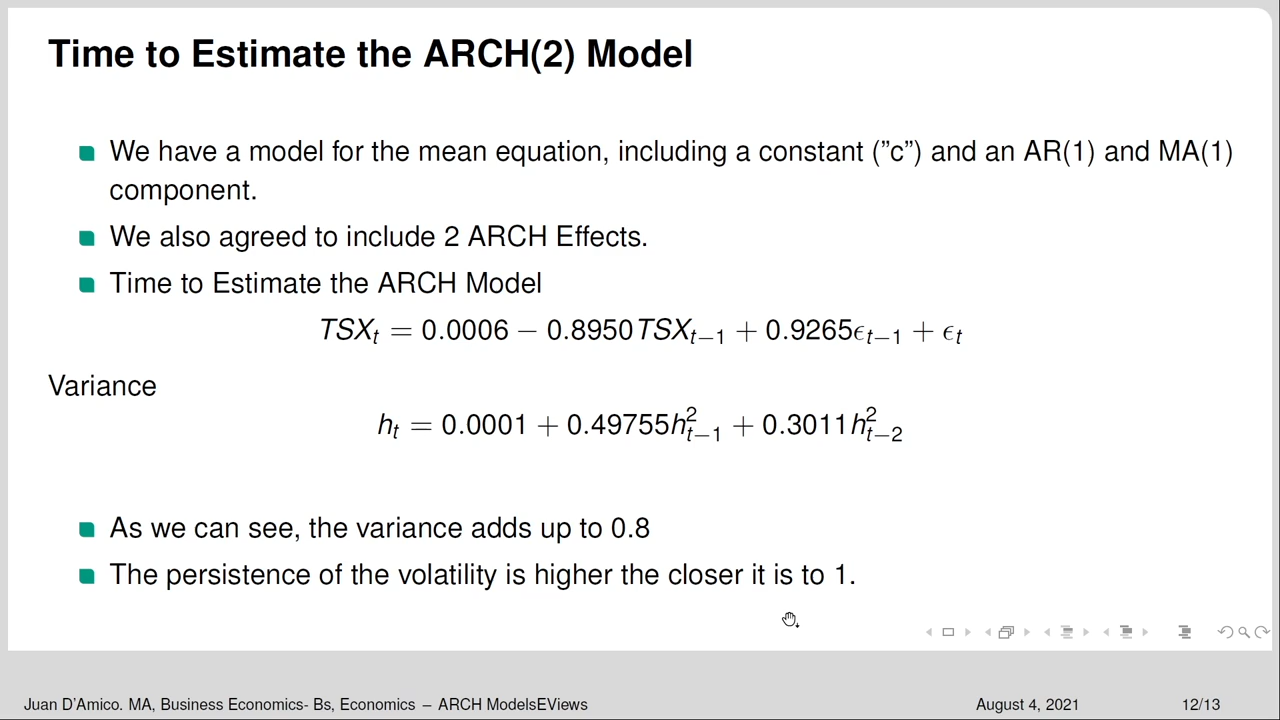 Time to Estimate the ARCH(2) Model
We have a model for the mean equation, including a constant (”c”) and an AR(1) and MA(1)
component.
We also agreed to include 2 ARCH Effects.
Time to Estimate the ARCH Model
TSX_t = 0.0006 − 0.8950TSX_{t−1} + 0.9265ϵ_{t−1} + ϵ_t
Variance
h_t = 0.0001 + 0.49755h²_{t−1} + 0.3011h²_{t−2}
As we can see, the variance adds up to 0.8
The persistence of the volatility is higher the closer it is to 1.
Juan D’Amico. MA, Business Economics- Bs, Economics – ARCH ModelsEViews August 4, 2021 12/13